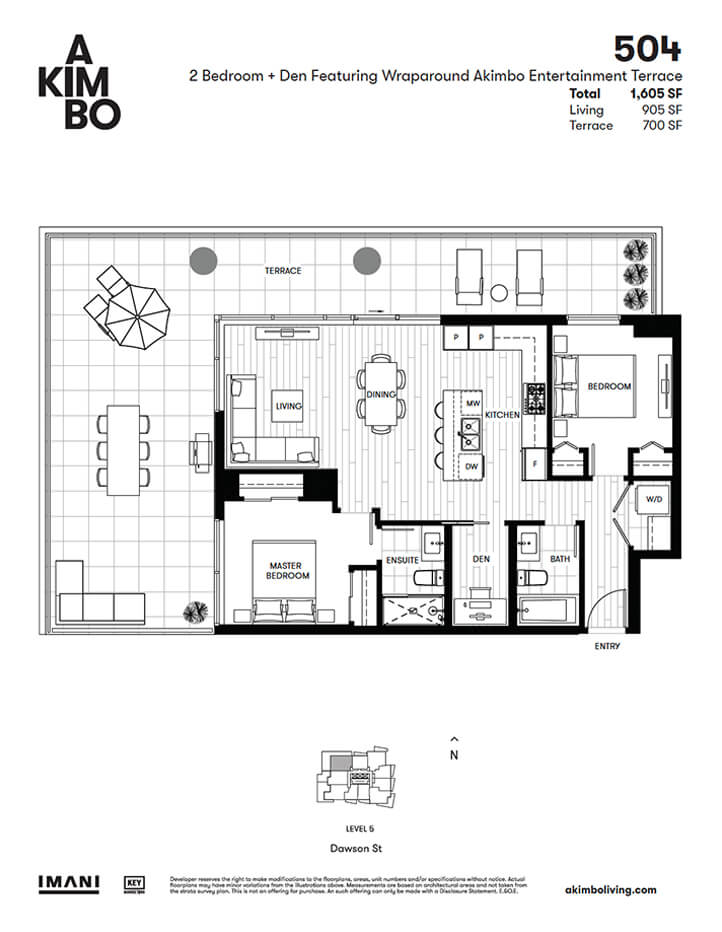 A
KIM
BO
504
2 Bedroom + Den Featuring Wraparound Akimbo Entertainment Terrace
Total 1,605 SF
Living 905 SF
Terrace 700 SF
TERRACE
P P
BEDROOM
DINING
LIVING
MW
KITCHEN
DW
F
W/D
MASTER
BEDROOM
ENSUITE
DEN
BATH
ENTRY
N
LEVEL 5
Dawson St
IMANI
KEY
Developer reserves the right to make modifications to the floorplans, areas, unit numbers and/or specifications without notice. Actual
floorplans may have minor variations from the illustrations above. Measurements are based on architectural areas and not taken from
the strata survey plan. This is not an offering for purchase. An such offering can only be made with a Disclosure Statement. E.&O.E.
akimboliving.com